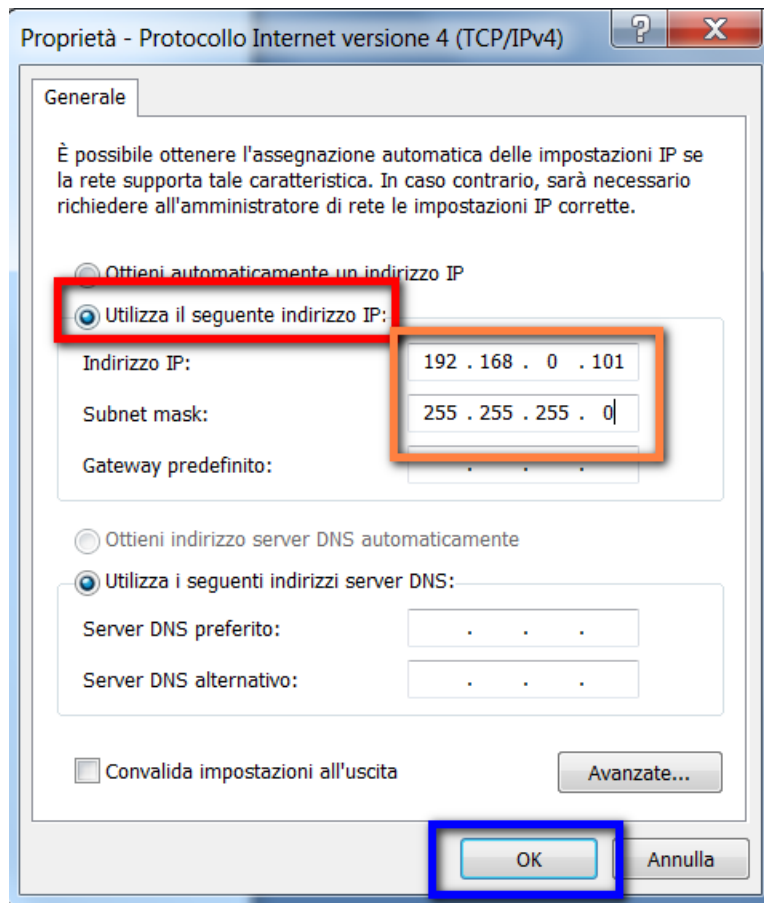 Proprietà - Protocollo Internet versione 4 (TCP/IPv4)
?
X
Generale
È possibile ottenere l'assegnazione automatica delle impostazioni IP se
la rete supporta tale caratteristica. In caso contrario, sarà necessario
richiedere all'amministratore di rete le impostazioni IP corrette.
Ottieni automaticamente un indirizzo IP
Utilizza il seguente indirizzo IP:
Indirizzo IP: 192 . 168 . 0 . 101
Subnet mask: 255 . 255 . 255 . 0
Gateway predefinito: . . .
Ottieni indirizzo server DNS automaticamente
Utilizza i seguenti indirizzi server DNS:
Server DNS preferito: . . .
Server DNS alternativo: . . .
Convalida impostazioni all'uscita
Avanzate...
OK
Annulla